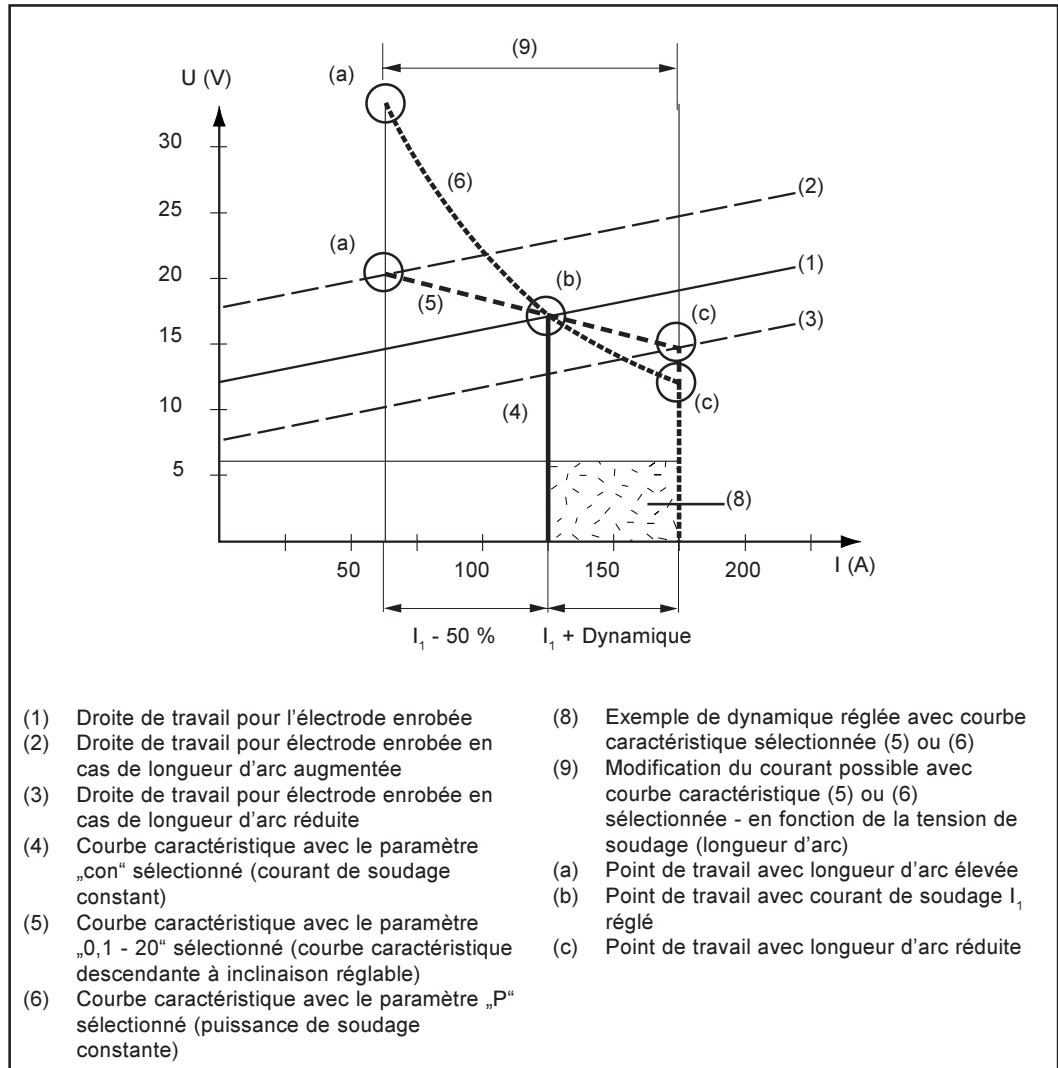 (9)
U (V)
(a)
30
(6)
(2)
25
(a)
(b)
(1)
20
(5)
(c)
(3)
15
10
(4)
(c)
5
(8)
50
100
150
200
I (A)
I₁ - 50 %
I₁ + Dynamique
(1) Droite de travail pour l'électrode enrobée
(2) Droite de travail pour électrode enrobée en
cas de longueur d'arc augmentée
(3) Droite de travail pour électrode enrobée en
cas de longueur d'arc réduite
(4) Courbe caractéristique avec le paramètre
„con“ sélectionné (courant de soudage
constant)
(5) Courbe caractéristique avec le paramètre
„0,1 - 20“ sélectionné (courbe caractéristique
descendante à inclinaison réglable)
(6) Courbe caractéristique avec le paramètre „P“
sélectionné (puissance de soudage
constante)
(8) Exemple de dynamique réglée avec courbe
caractéristique sélectionnée (5) ou (6)
(9) Modification du courant possible avec
courbe caractéristique (5) ou (6)
sélectionnée - en fonction de la tension de
soudage (longueur d'arc)
(a) Point de travail avec longueur d'arc élevée
(b) Point de travail avec courant de soudage I₁
réglé
(c) Point de travail avec longueur d'arc réduite